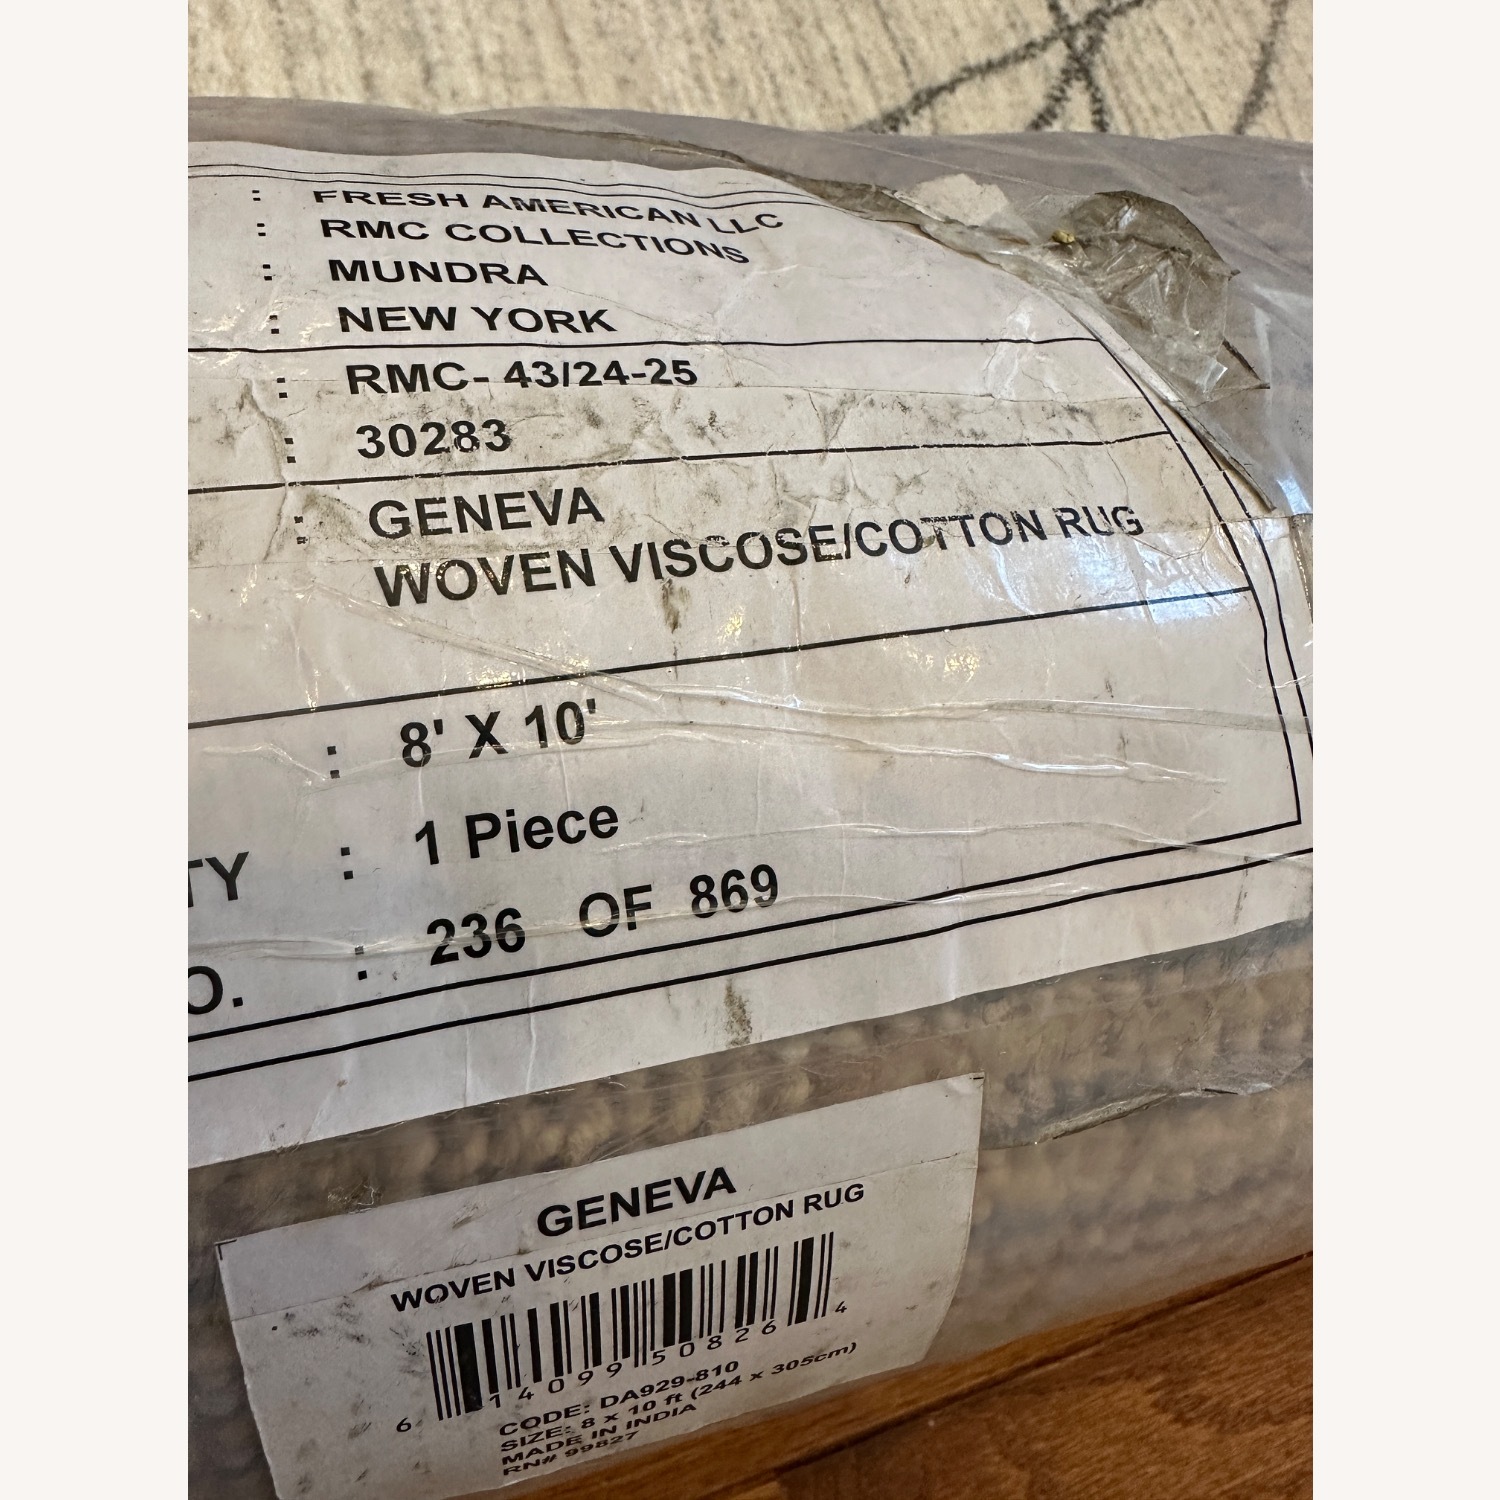 : FRESH AMERICAN LLC
: RMC COLLECTIONS
: MUNDRA
: NEW YORK
: RMC- 43/24-25
: 30283
: GENEVA
WOVEN VISCOSE/COTTON RUG
: 8' X 10'
TY : 1 Piece
O. : 236 OF 869
GENEVA
WOVEN VISCOSE/COTTON RUG
6 14099 50826 4
CODE: DA929-810
SIZE: 8 x 10 ft (244 x 305cm)
MADE IN INDIA
RN# 99827